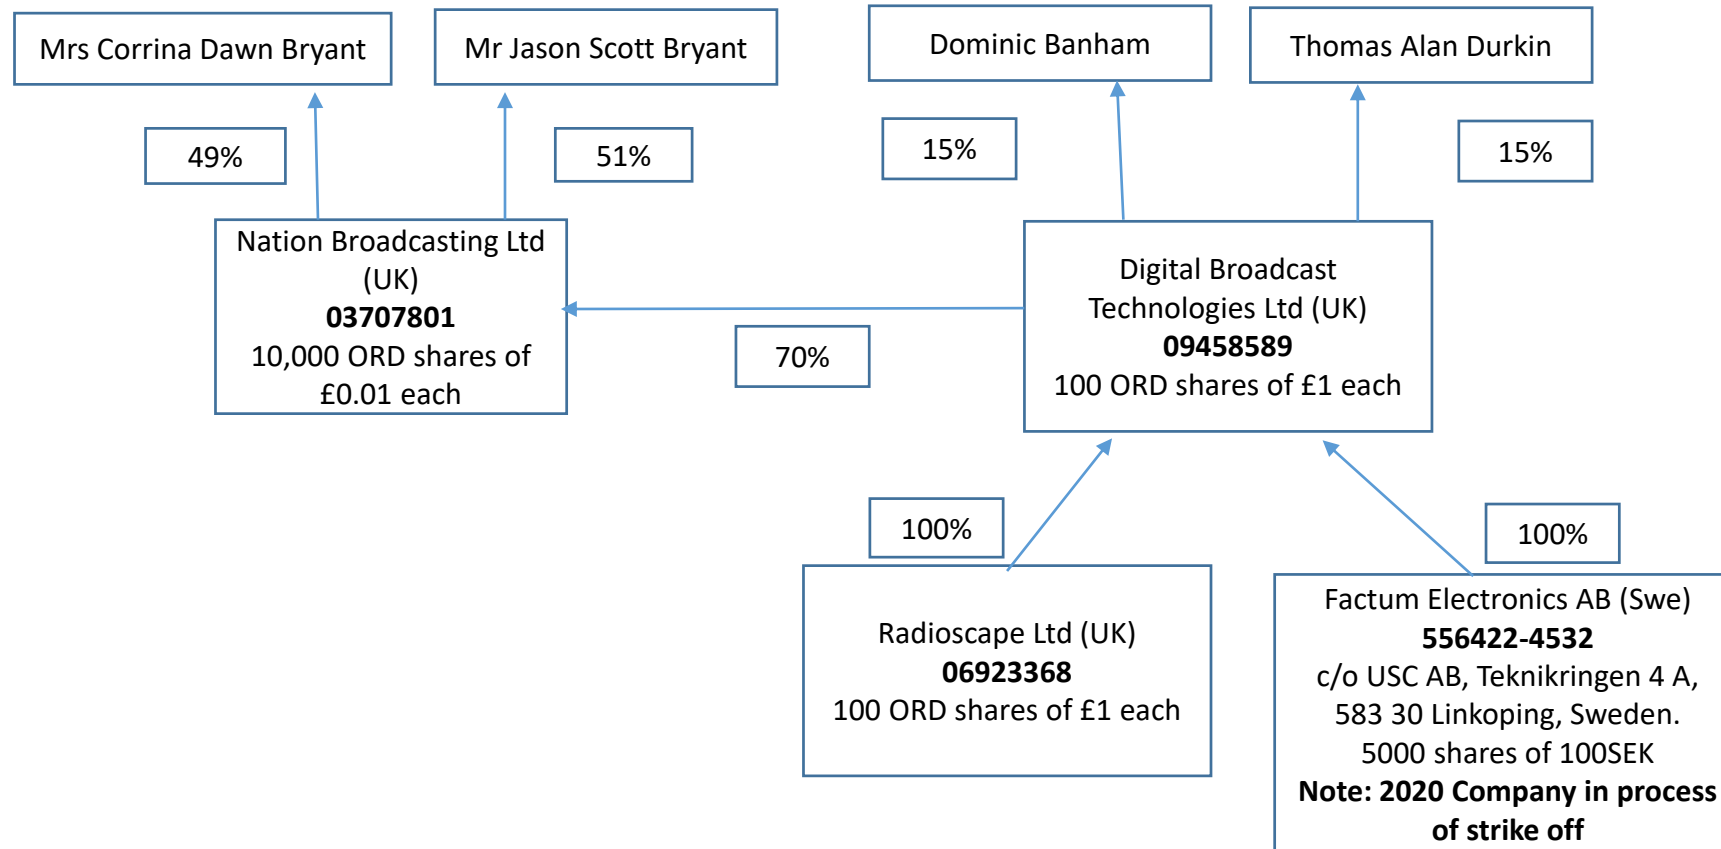 Mrs Corrina Dawn Bryant
Mr Jason Scott Bryant
Dominic Banham
Thomas Alan Durkin
49%
51%
15%
15%
Nation Broadcasting Ltd
(UK)
03707801
10,000 ORD shares of
£0.01 each
70%
Digital Broadcast
Technologies Ltd (UK)
09458589
100 ORD shares of £1 each
100%
100%
Radioscape Ltd (UK)
06923368
100 ORD shares of £1 each
Factum Electronics AB (Swe)
556422-4532
c/o USC AB, Teknikringen 4 A,
583 30 Linkoping, Sweden.
5000 shares of 100SEK
Note: 2020 Company in process
of strike off